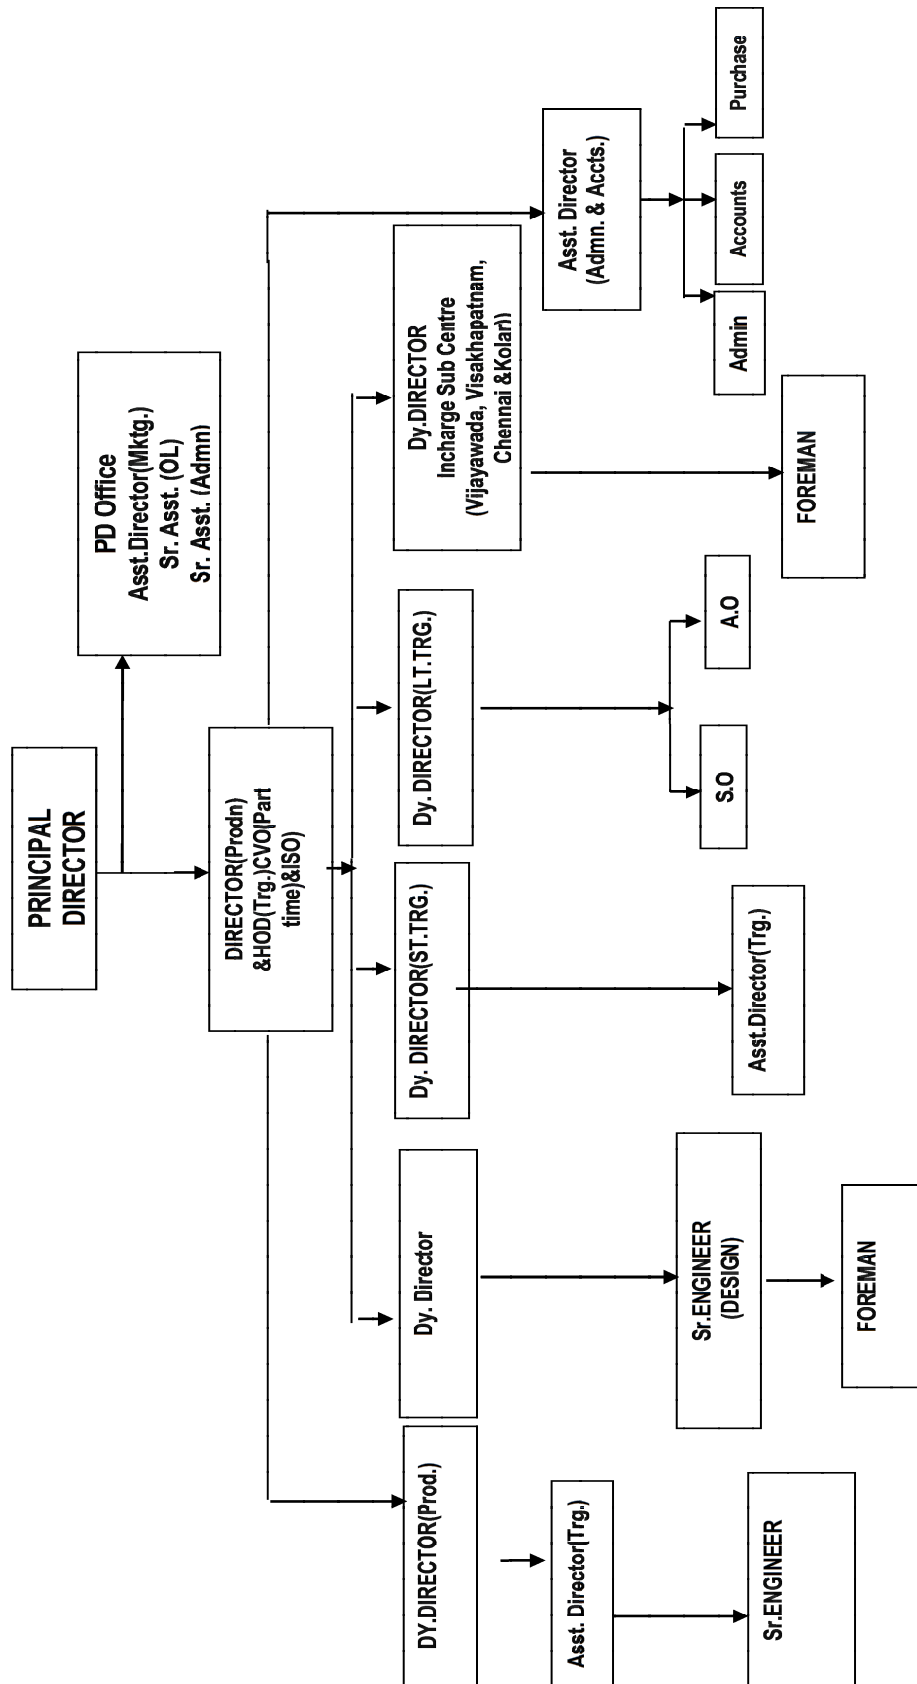 PRINCIPAL
DIRECTOR
PD Office
Asst.Director(Mktg.)
Sr. Asst. (OL)
Sr. Asst. (Admn)
DIRECTOR(Prodn)
&HOD(Trg.)CVO(Part
time)&ISO)
DY.DIRECTOR(Prod.)
Dy. Director
Dy. DIRECTOR(ST.TRG.)
Dy. DIRECTOR(LT.TRG.)
Dy.DIRECTOR
Incharge Sub Centre
(Vijayawada, Visakhapatnam,
Chennai &Kolar))
Asst. Director
(Admn. & Accts.)
Asst. Director(Trg.)
Sr.ENGINEER
(DESIGN)
Asst.Director(Trg.)
S.O
A.O
Admin
Accounts
Purchase
Sr.ENGINEER
FOREMAN
FOREMAN